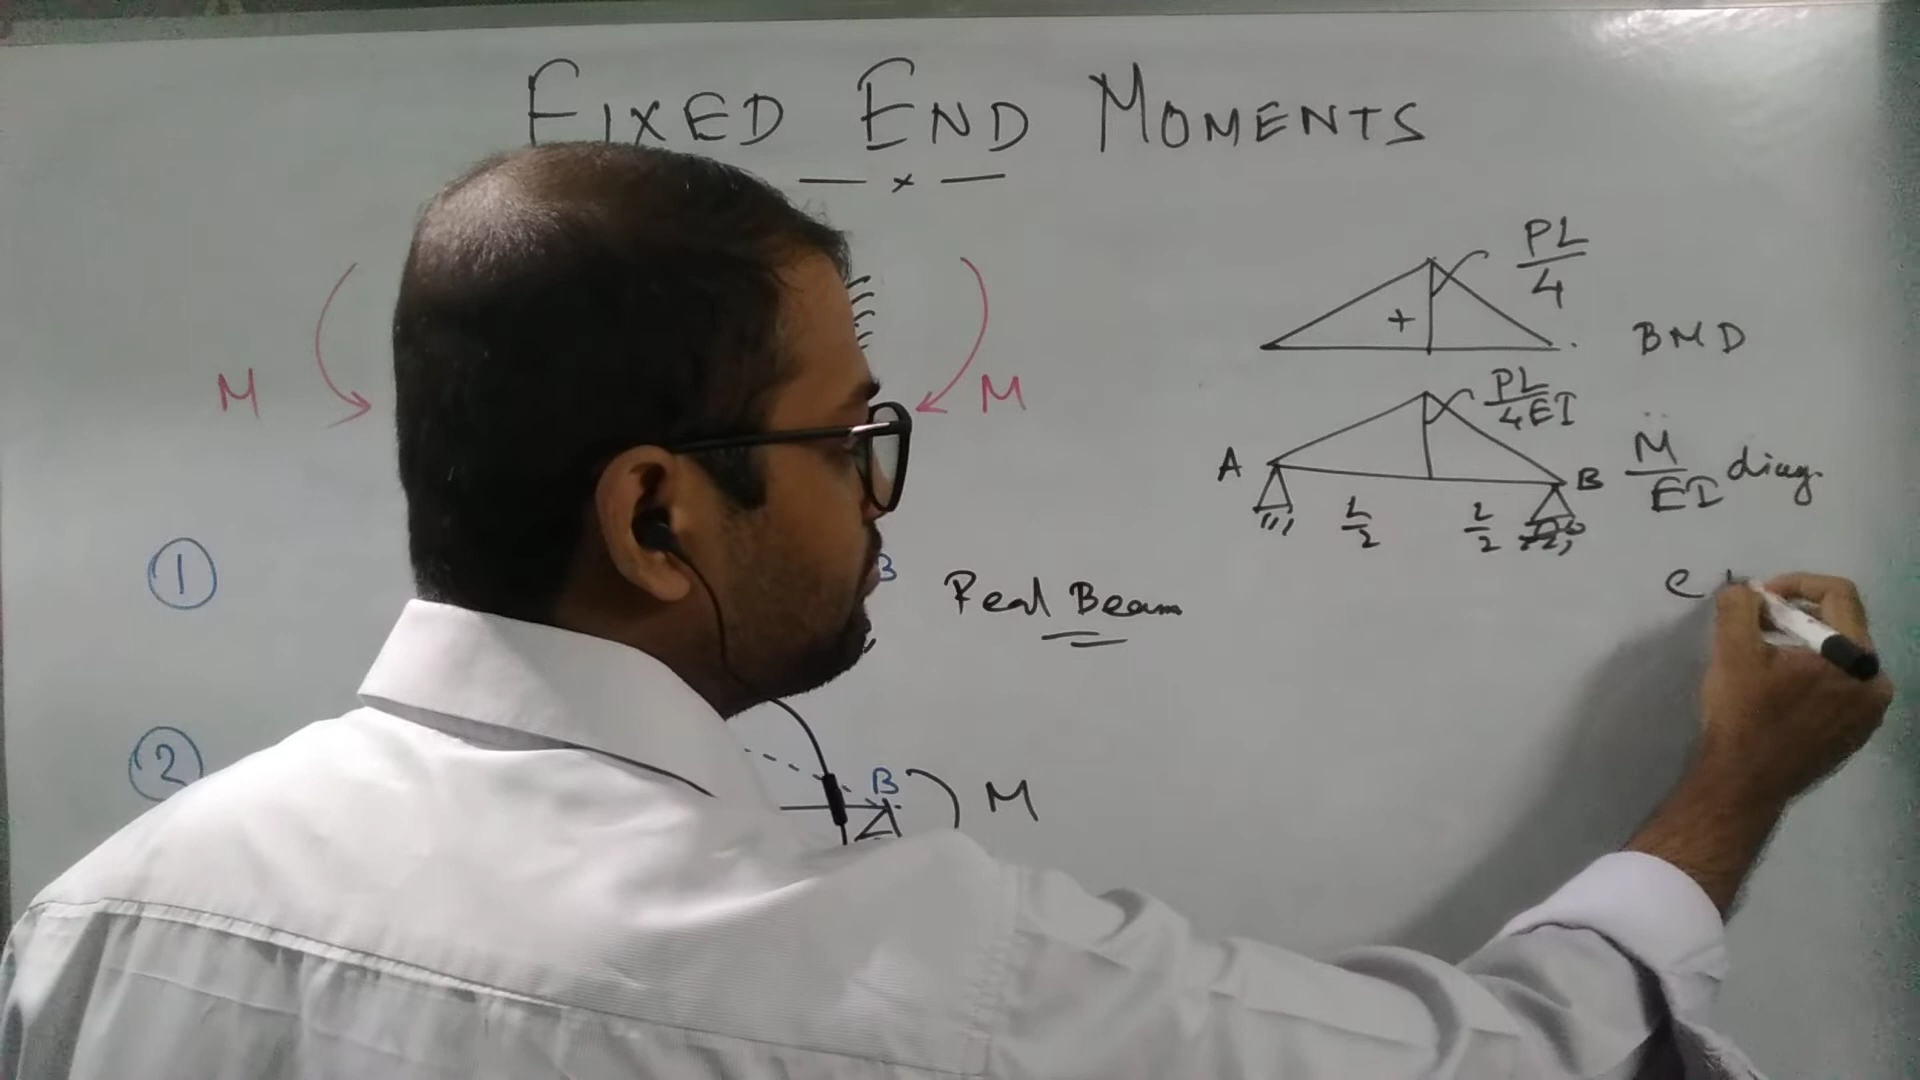 FIXED END MOMENTS
— x —
PL/4
+
BMD
M
M
PL/4EI
A
B
M/EI diag.
L/2
L/2
①
B
Real Beam
②
B
M